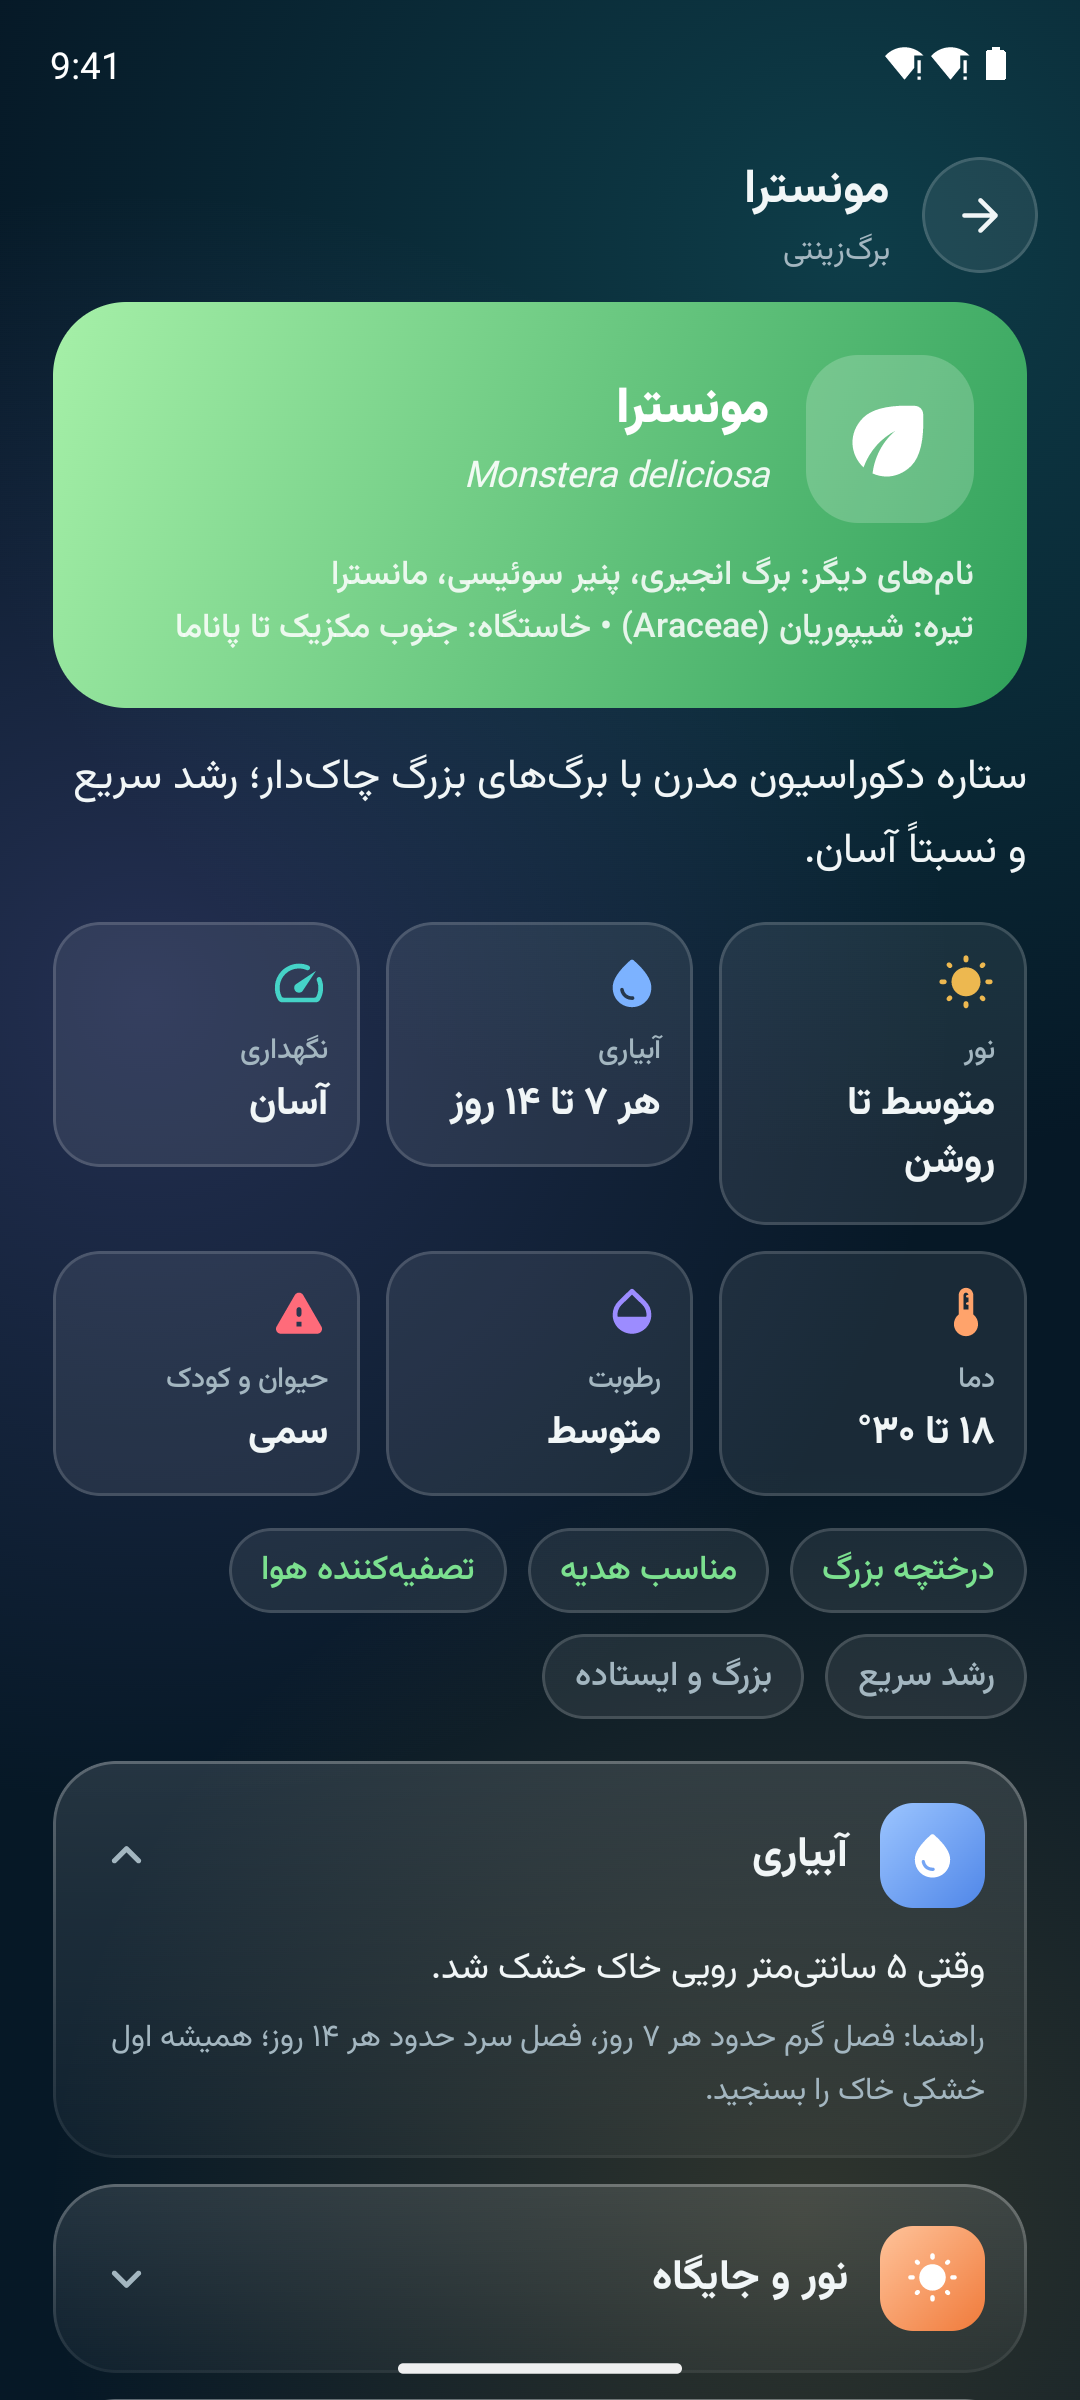 9:41
مونسترا
برگ‌زینتی
مونسترا
Monstera deliciosa
نام‌های دیگر: برگ انجیری، پنیر سوئیسی، مانسترا
تیره: شیپوریان (Araceae) • خاستگاه: جنوب مکزیک تا پاناما
ستاره دکوراسیون مدرن با برگ‌های بزرگ چاک‌دار؛ رشد سریع
و نسبتاً آسان.
نور
متوسط تا
روشن
آبیاری
هر ۷ تا ۱۴ روز
نگهداری
آسان
دما
۱۸ تا ۳۰°
رطوبت
متوسط
حیوان و کودک
سمی
درختچه بزرگ
مناسب هدیه
تصفیه‌کننده هوا
رشد سریع
بزرگ و ایستاده
آبیاری
وقتی ۵ سانتی‌متر رویی خاک خشک شد.
راهنما: فصل گرم حدود هر ۷ روز، فصل سرد حدود هر ۱۴ روز؛ همیشه اول
خشکی خاک را بسنجید.
نور و جایگاه